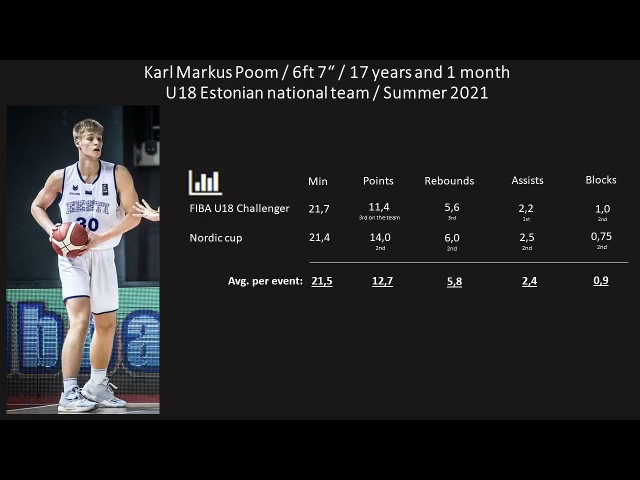 Karl Markus Poom / 6ft 7“ / 17 years and 1 month
U18 Estonian national team / Summer 2021
Min Points Rebounds Assists Blocks
FIBA U18 Challenger 21,7 11,4 5,6 2,2 1,0
3rd on the team 3rd 1st 2nd
Nordic cup 21,4 14,0 6,0 2,5 0,75
2nd 2nd 2nd 2nd
Avg. per event: 21,5 12,7 5,8 2,4 0,9
EESTI
30